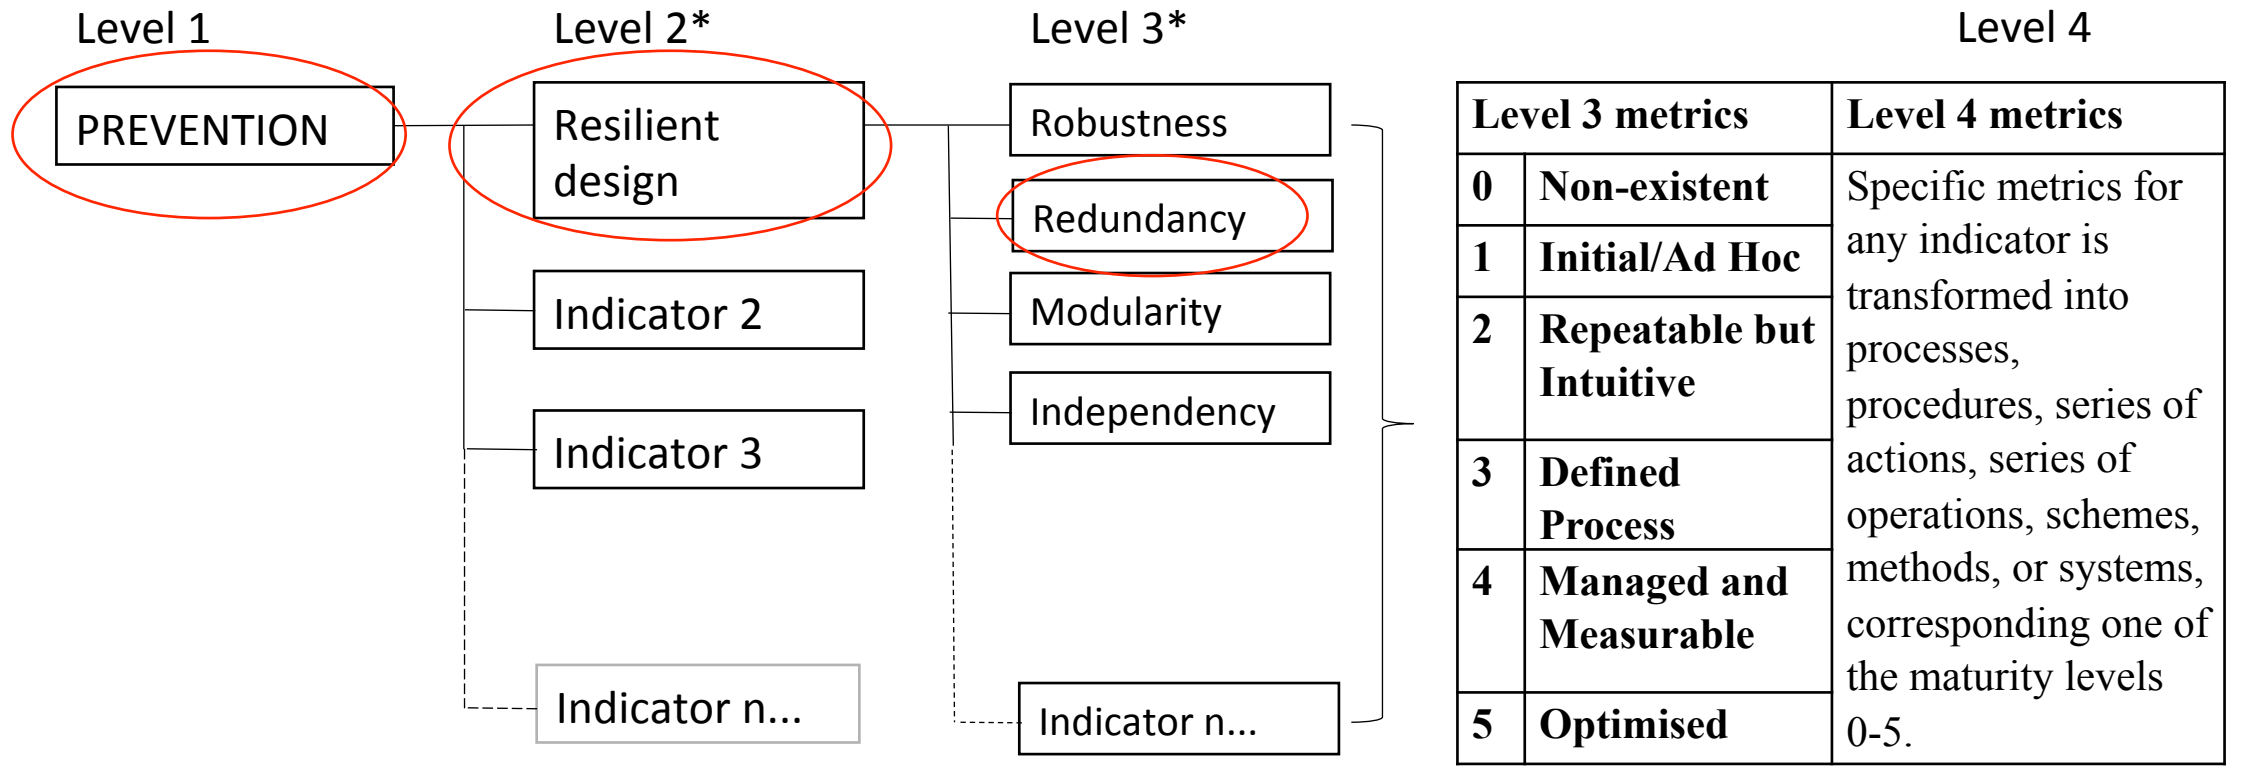 Level 1
Level 2*
Level 3*
Level 4
PREVENTION
Resilient
design
Indicator 2
Indicator 3
Indicator n...
Robustness
Redundancy
Modularity
Independency
Indicator n...
Level 3 metrics
Level 4 metrics
0 Non-existent
1 Initial/Ad Hoc
2 Repeatable but
Intuitive
3 Defined
Process
4 Managed and
Measurable
5 Optimised
Specific metrics for
any indicator is
transformed into
processes,
procedures, series of
actions, series of
operations, schemes,
methods, or systems,
corresponding one of
the maturity levels
0-5.